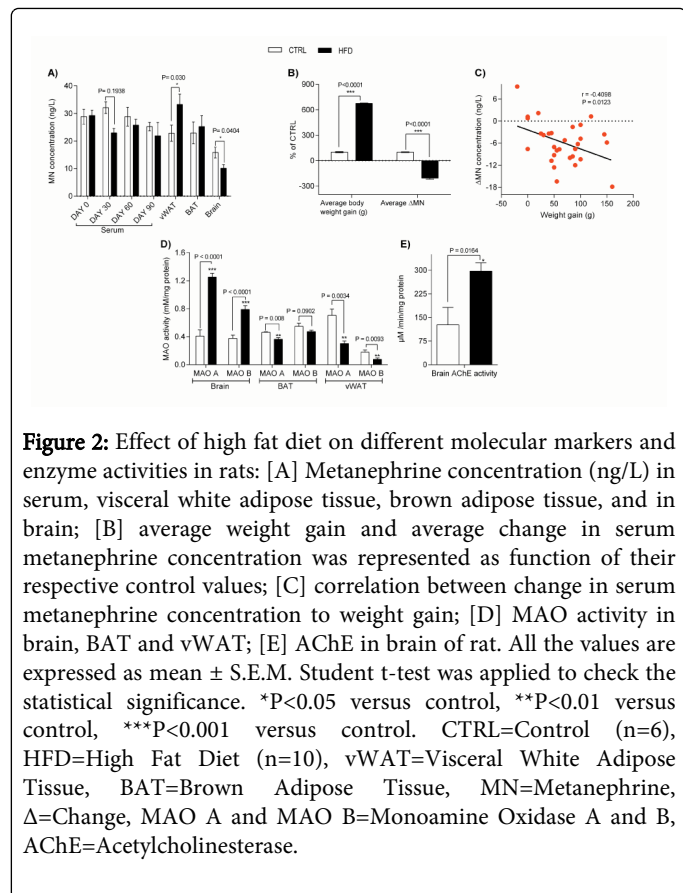 CTRL HFD
A)
P= 0.1938
P= 0.030
*
P= 0.0404
*
MN concentration (ng/L)
40
30
20
10
0
DAY 0 DAY 30 DAY 60 DAY 90 vWAT BAT Brain
Serum
B)
P<0.0001
***
P<0.0001
***
% of CTRL
900
600
300
0
-300
Average body
weight gain (g)
Average ΔMN
C)
r = -0.4098
P = 0.0123
ΔMN concentration (ng/L)
12
6
0
-6
-12
-18
0 50 100 150 200
Weight gain (g)
D)
P < 0.0001
***
P < 0.0001
***
P = 0.008
**
P = 0.0902
P = 0.0034
**
P = 0.0093
**
MAO activity (mM/mg protein)
1.6
1.2
0.8
0.4
0.0
MAO A MAO B MAO A MAO B MAO A MAO B
Brain BAT vWAT
E)
P = 0.0164
*
µM /min/mg protein
300
225
150
75
0
Brain AChE activity
Figure 2: Effect of high fat diet on different molecular markers and
enzyme activities in rats: [A] Metanephrine concentration (ng/L) in
serum, visceral white adipose tissue, brown adipose tissue, and in
brain; [B] average weight gain and average change in serum
metanephrine concentration was represented as function of their
respective control values; [C] correlation between change in serum
metanephrine concentration to weight gain; [D] MAO activity in
brain, BAT and vWAT; [E] AChE in brain of rat. All the values are
expressed as mean ± S.E.M. Student t-test was applied to check the
statistical significance. *P<0.05 versus control, **P<0.01 versus
control, ***P<0.001 versus control. CTRL=Control (n=6),
HFD=High Fat Diet (n=10), vWAT=Visceral White Adipose
Tissue, BAT=Brown Adipose Tissue, MN=Metanephrine,
Δ=Change, MAO A and MAO B=Monoamine Oxidase A and B,
AChE=Acetylcholinesterase.